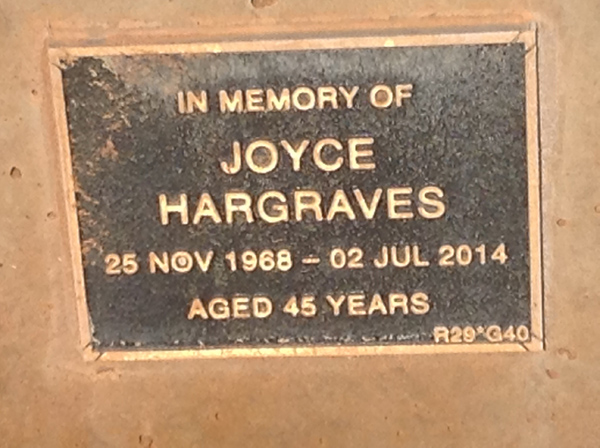 IN MEMORY OF
JOYCE
HARGRAVES
25 NOV 1968 – 02 JUL 2014
AGED 45 YEARS
R29*G40